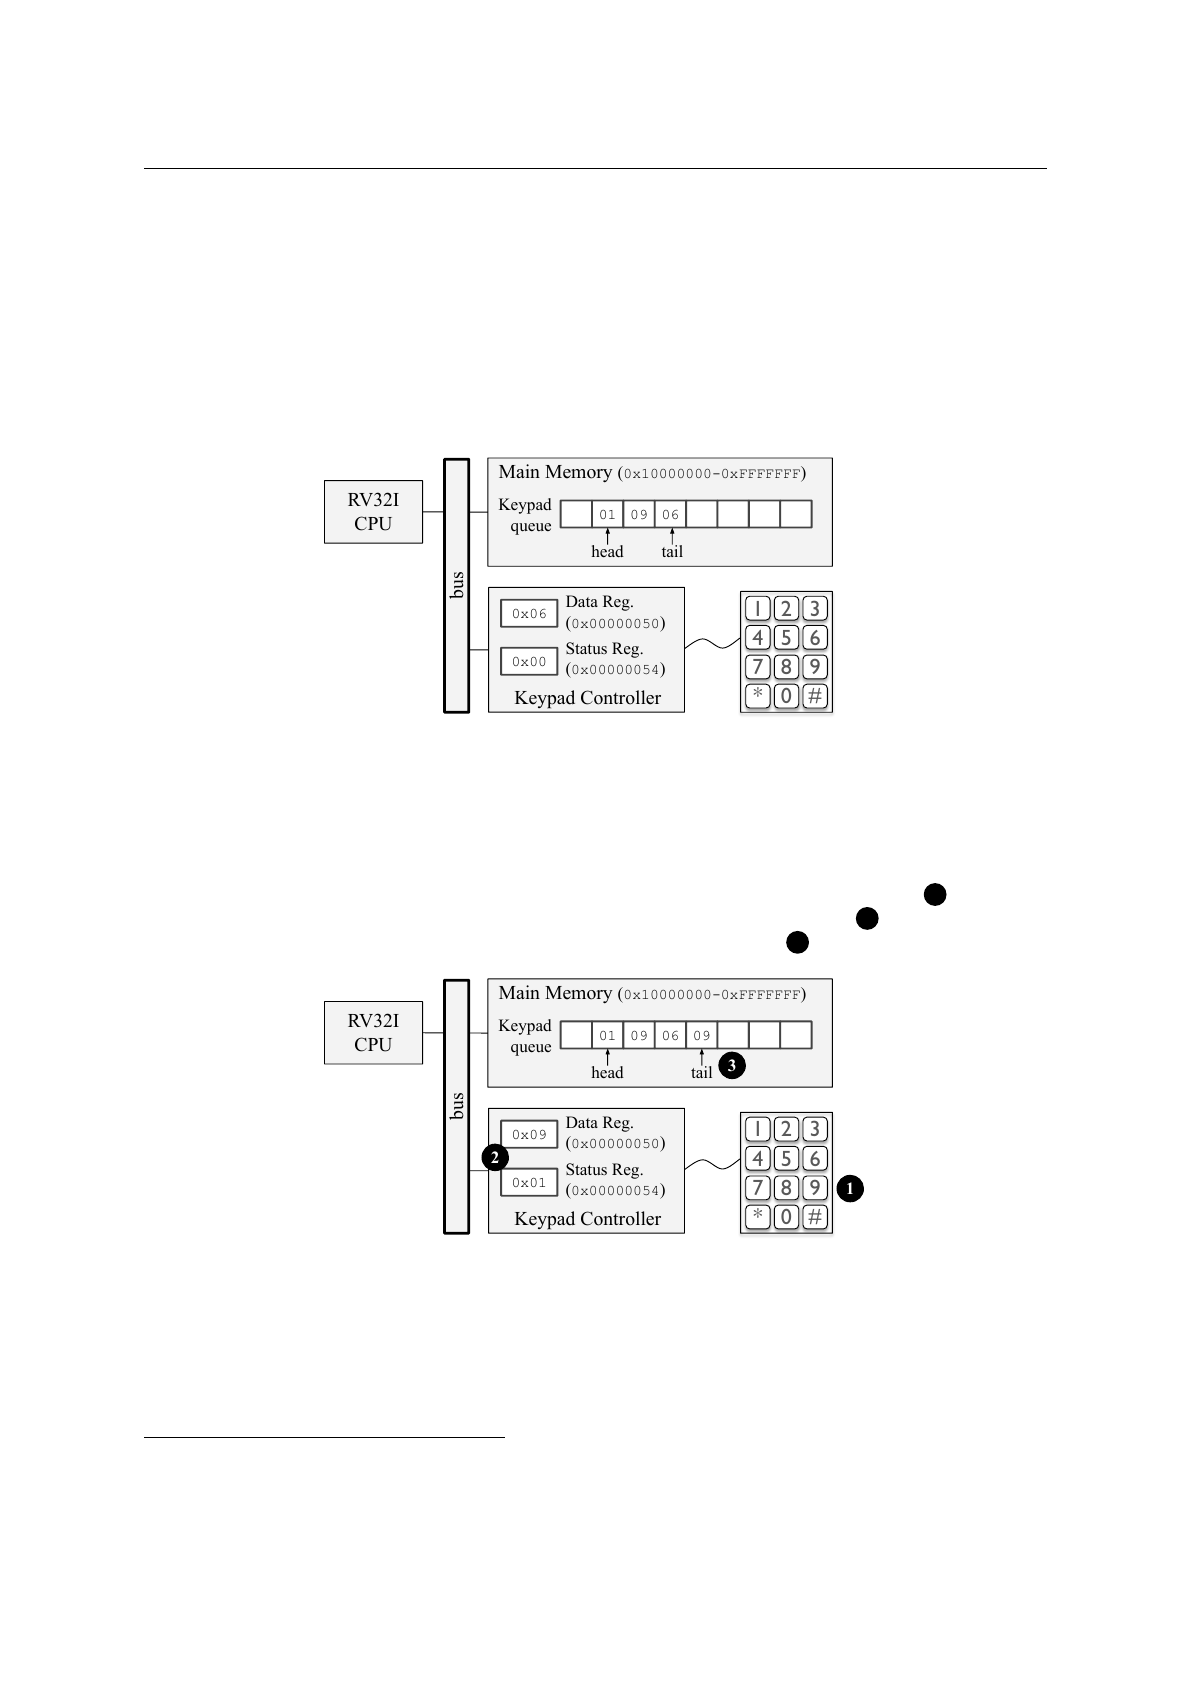 Main Memory (0x10000000-0xFFFFFFF)
RV32I
CPU
Keypad
queue
01 09 06
head tail
bus
0x06
Data Reg.
(0x00000050)
0x00
Status Reg.
(0x00000054)
Keypad Controller
1 2 3
4 5 6
7 8 9
* 0 #
Main Memory (0x10000000-0xFFFFFFF)
RV32I
CPU
Keypad
queue
01 09 06 09
head tail 3
bus
0x09
Data Reg.
(0x00000050)
2
0x01
Status Reg.
(0x00000054)
Keypad Controller
1 2 3
4 5 6
7 8 9 1
* 0 #